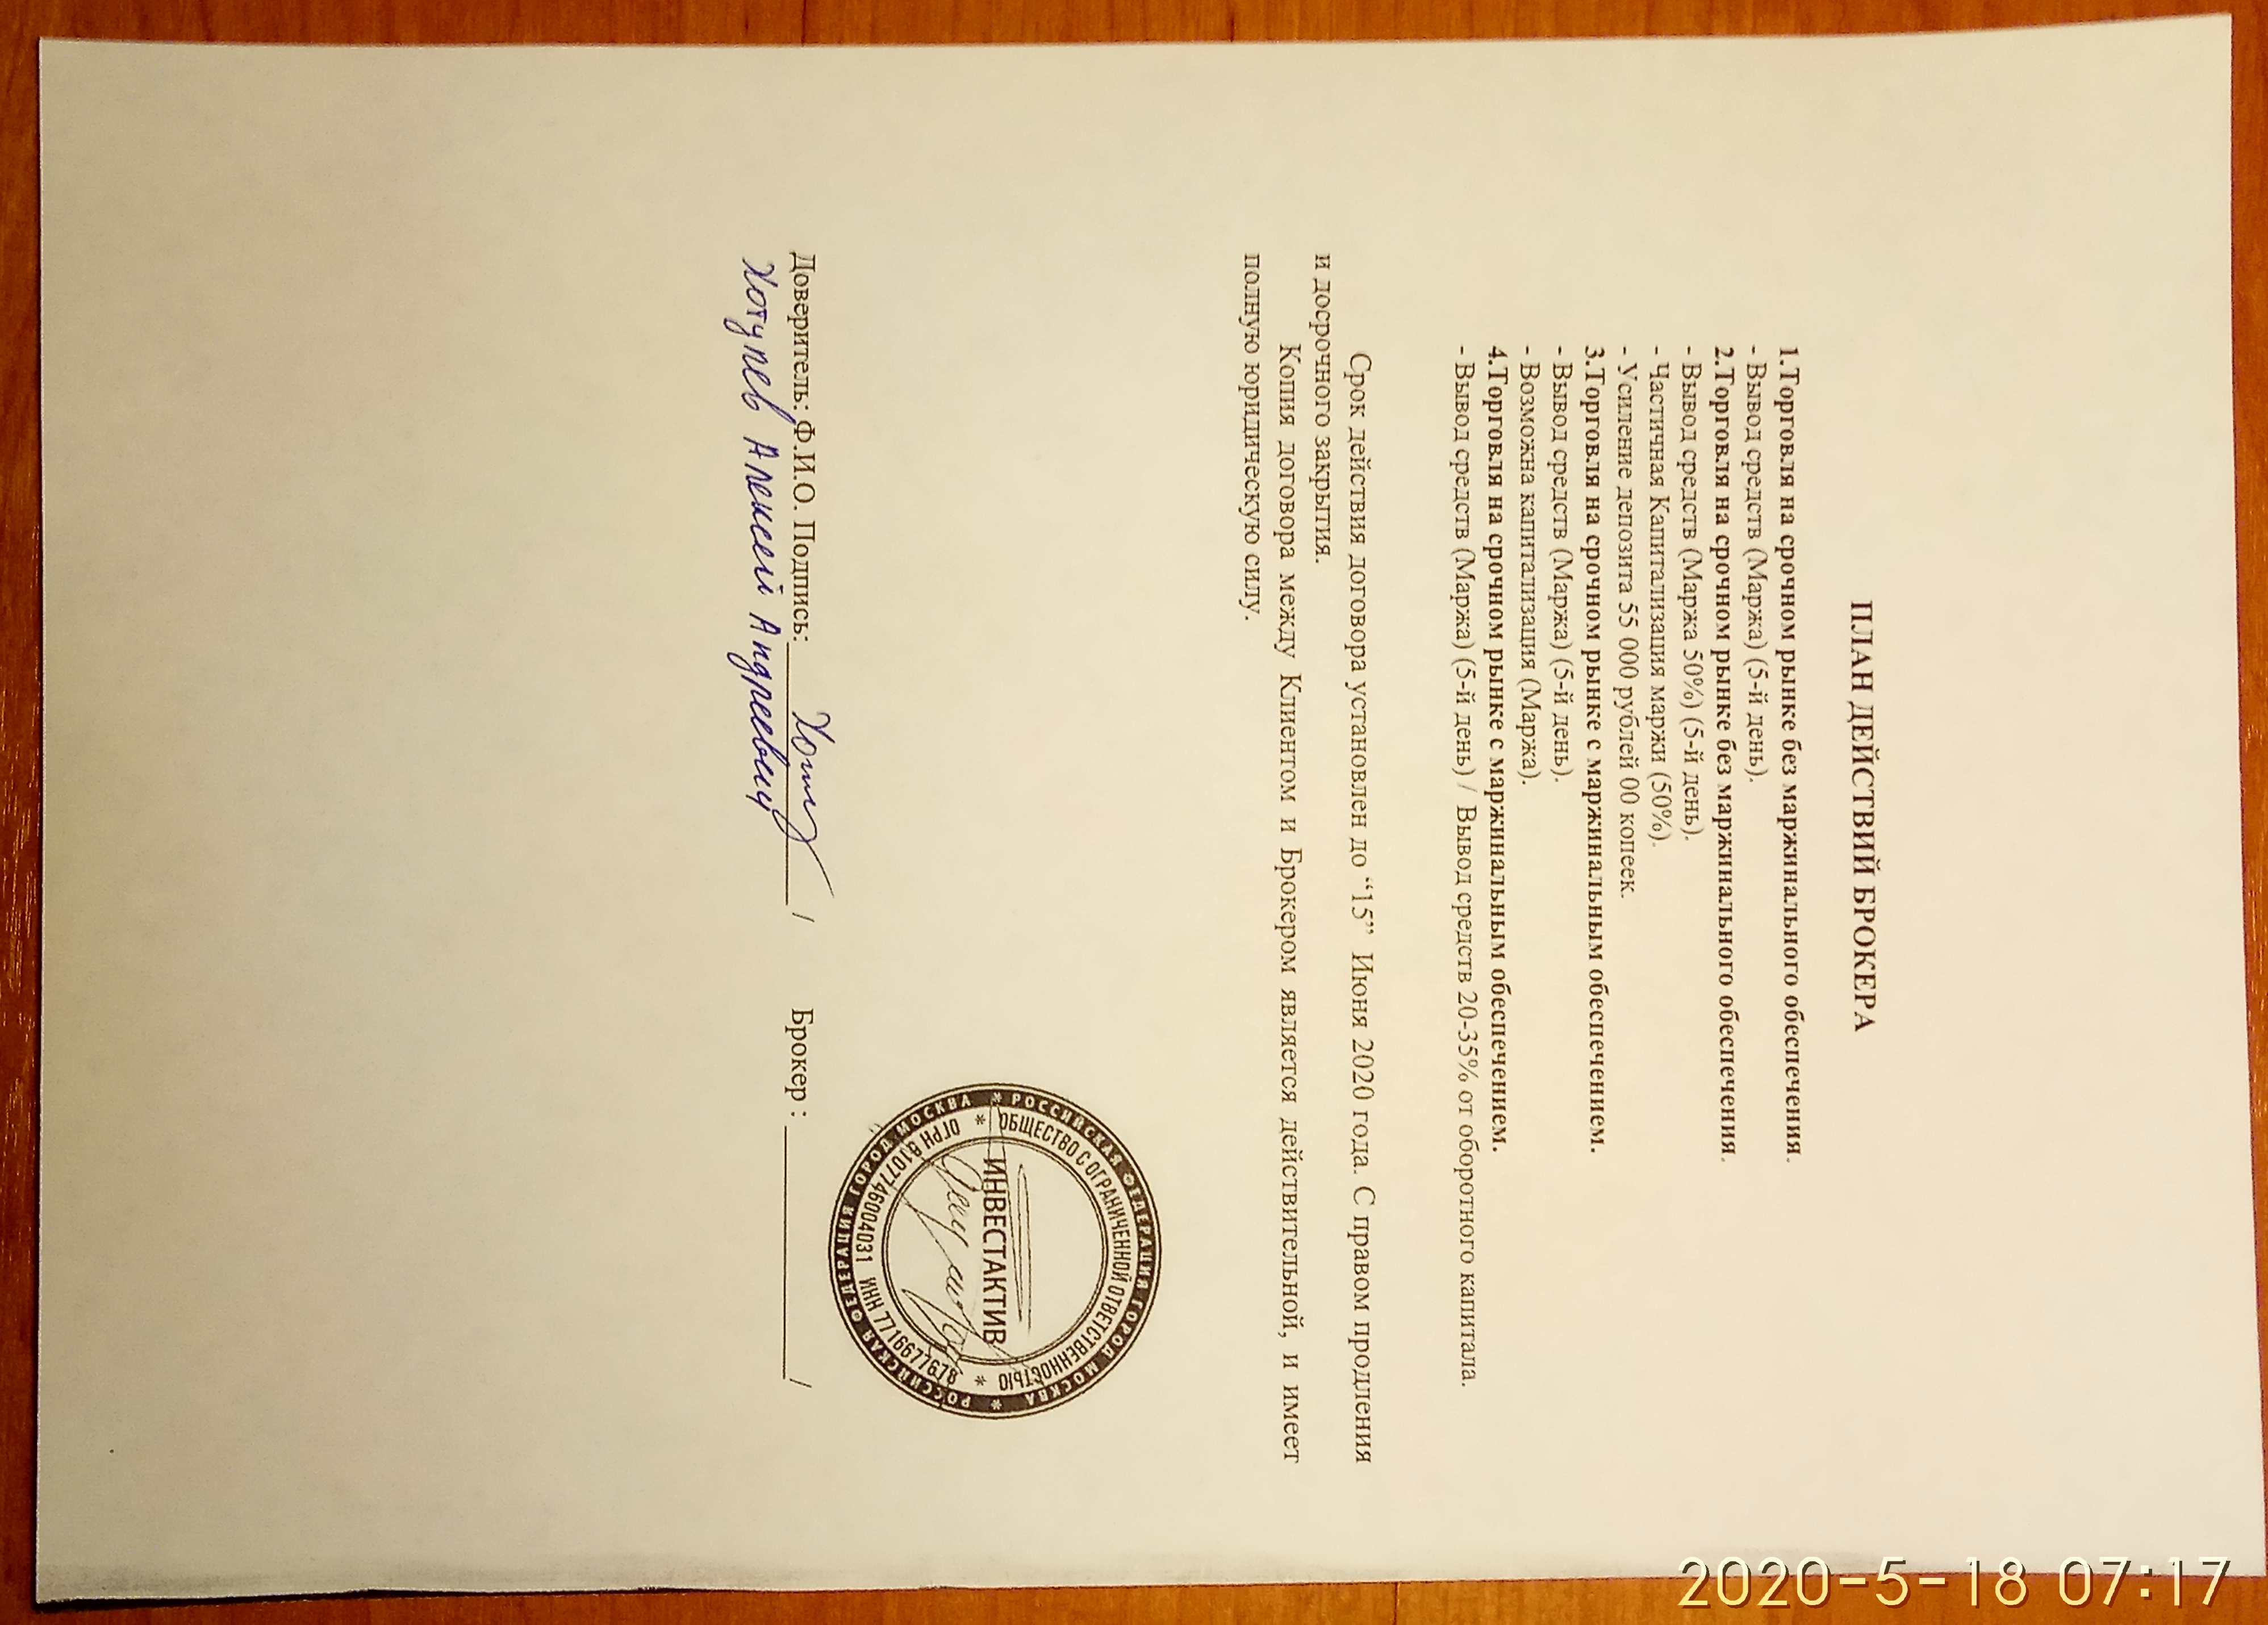 ПЛАН ДЕЙСТВИЙ БРОКЕРА
1.Торговля на срочном рынке без маржинального обеспечения.
- Вывод средств (Маржа) (5-й день).
2.Торговля на срочном рынке без маржинального обеспечения.
- Вывод средств (Маржа 50%) (5-й день).
- Частичная Капитализация маржи (50%).
- Усиление депозита 55 000 рублей 00 копеек.
3.Торговля на срочном рынке с маржинальным обеспечением.
- Вывод средств (Маржа) (5-й день).
- Возможна капитализация (Маржа).
4.Торговля на срочном рынке с маржинальным обеспечением.
- Вывод средств (Маржа) (5-й день) / Вывод средств 20-35% от оборотного капитала.
Срок действия договора установлен до “15” Июня 2020 года. С правом продления
и досрочного закрытия.
Копия договора между Клиентом и Брокером является действительной, и имеет
полную юридическую силу.
РОССИЙСКАЯ ФЕДЕРАЦИЯ ГОРОД МОСКВА * РОССИЙСКАЯ ФЕДЕРАЦИЯ ГОРОД МОСКВА *
ОБЩЕСТВО С ОГРАНИЧЕННОЙ ОТВЕТСТВЕННОСТЬЮ *
ОГРН 8107746004031 ИНН 7716677678 *
ИНВЕСТАКТИВ
Доверитель: Ф.И.О. Подпись: / Брокер : /
Хотулев Алексей Андреевич
2020-5-18 07:17